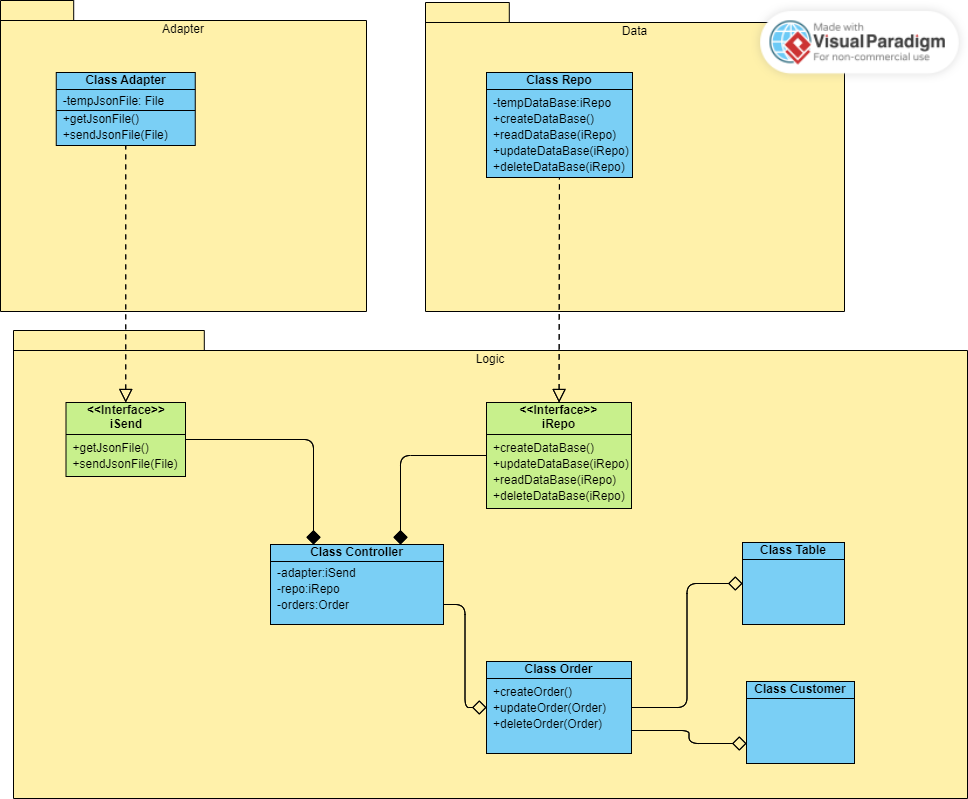 Adapter
Class Adapter
-tempJsonFile: File
+getJsonFile()
+sendJsonFile(File)
Data
Class Repo
-tempDataBase:iRepo
+createDataBase()
+readDataBase(iRepo)
+updateDataBase(iRepo)
+deleteDataBase(iRepo)
Made with
VisualParadigm
For non-commercial use
Logic
<<Interface>>
iSend
+getJsonFile()
+sendJsonFile(File)
<<Interface>>
iRepo
+createDataBase()
+updateDataBase(iRepo)
+readDataBase(iRepo)
+deleteDataBase(iRepo)
Class Controller
-adapter:iSend
-repo:iRepo
-orders:Order
Class Table
Class Order
+createOrder()
+updateOrder(Order)
+deleteOrder(Order)
Class Customer